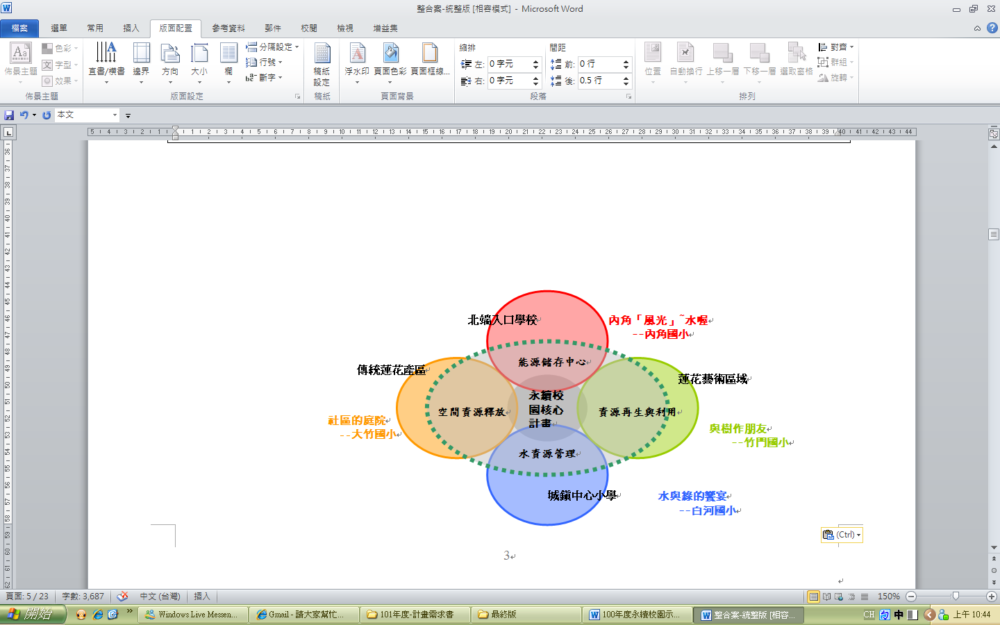 整合案-統整版 [相容模式] - Microsoft Word
檔案 選單 常用 插入 版面配置 參考資料 郵件 校閱 檢視 增益集
佈景主題 色彩 字型 效果 佈景主題
直書/橫書 邊界 方向 大小 欄 分隔設定 行號 斷字 版面設定
稿紙設定 稿紙
浮水印 頁面色彩 頁面框線... 頁面背景
縮排 左: 0 字元 右: 0 字元 間距 前: 0 行 後: 0.5 行 段落
位置 自動換行 上移一層 下移一層 選取窗格 對齊 群組 旋轉 排列
本文
北端入口學校
內角「風光」~水喔
--內角國小
能源儲存中心
傳統蓮花產區
蓮花藝術區域
永續校
園核心
計畫
空間資源釋放
資源再生與利用
社區的庭院
--大竹國小
與樹作朋友
--竹門國小
水資源管理
城鎮中心小學
水與綠的饗宴
--白河國小
(Ctrl)
3
頁面: 5 / 23 字數: 3,687 中文 (台灣) 插入 150%
開始 Windows Live Messen... Gmail - 請大家幫忙... 101年度-計畫需求書 最終版 100年度永續校園示... 整合案-統整版 [相容... CH 中 上午 10:44